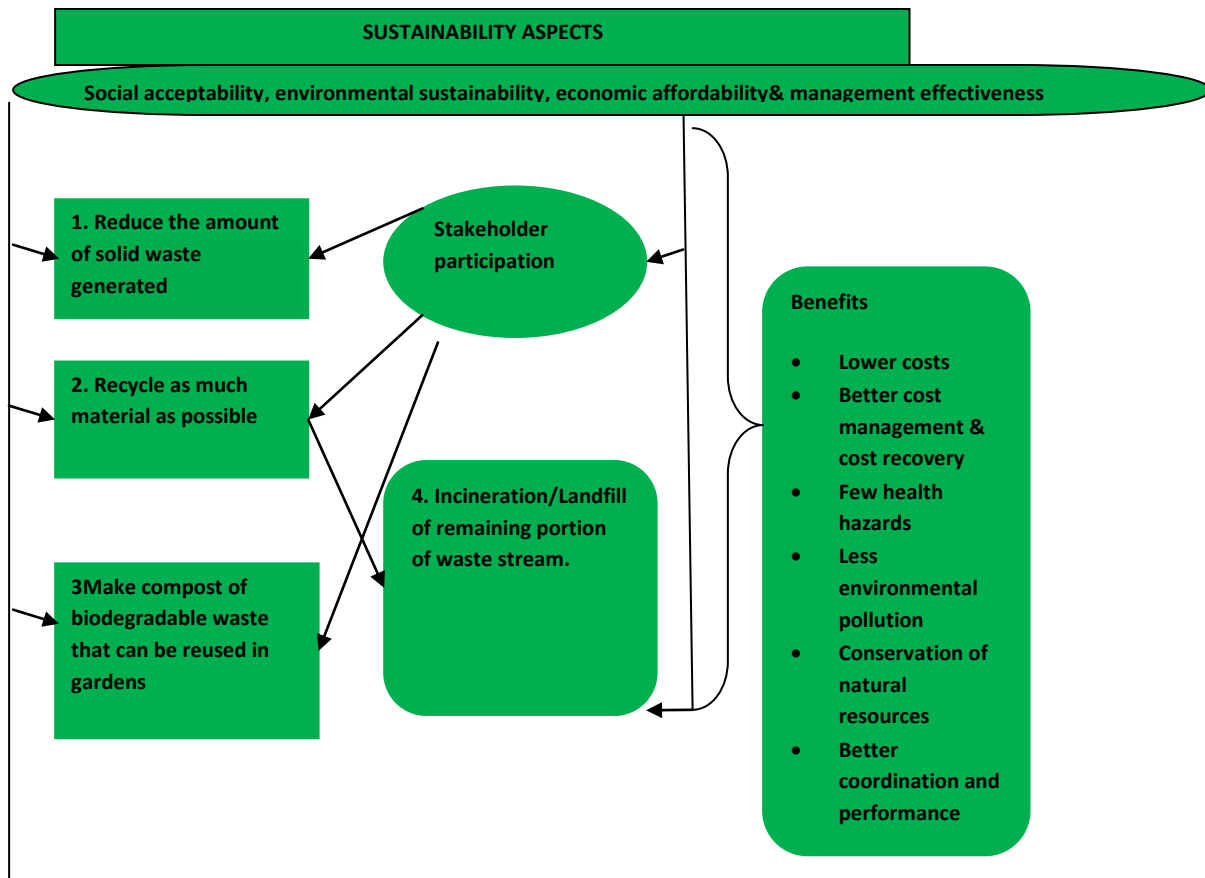 SUSTAINABILITY ASPECTS
Social acceptability, environmental sustainability, economic affordability& management effectiveness
1. Reduce the amount
of solid waste
generated
Stakeholder
participation
2. Recycle as much
material as possible
4. Incineration/Landfill
of remaining portion
of waste stream.
3Make compost of
biodegradable waste
that can be reused in
gardens
Benefits
• Lower costs
• Better cost
management &
cost recovery
• Few health
hazards
• Less
environmental
pollution
• Conservation of
natural
resources
• Better
coordination and
performance